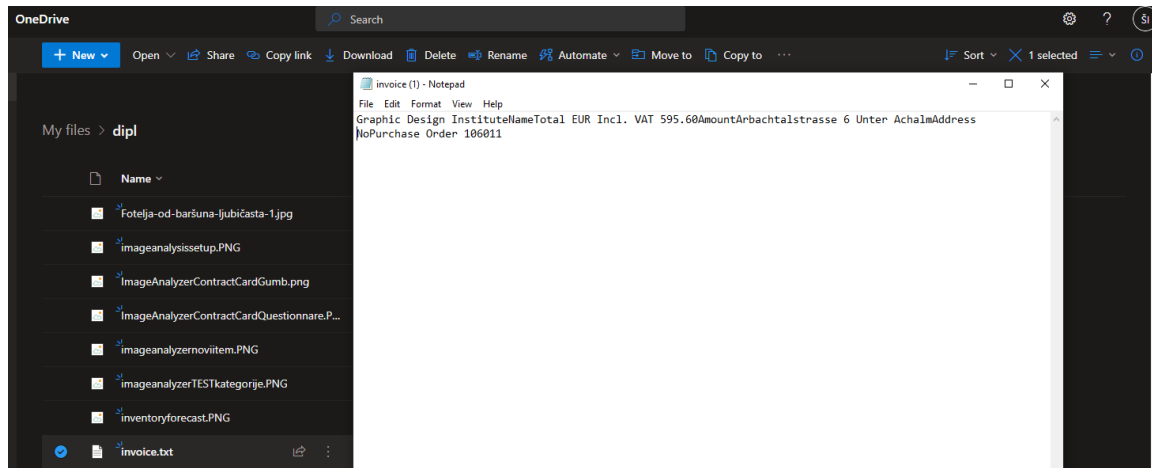 OneDrive
Search
?
ŠI
+ New
Open
Share
Copy link
Download
Delete
Rename
Automate
Move to
Copy to
...
Sort
1 selected
invoice (1) - Notepad
File Edit Format View Help
Graphic Design InstituteNameTotal EUR Incl. VAT 595.60AmountArbachtalstrasse 6 Unter AchalmAddress
NoPurchase Order 106011
My files > dipl
Name
Fotelja-od-baršuna-ljubičasta-1.jpg
imageanalysissetup.PNG
ImageAnalyzerContractCardGumb.png
ImageAnalyzerContractCardQuestionnare.P...
imageanalyzernoviitem.PNG
imageanalyzerTESTkategorije.PNG
inventoryforecast.PNG
invoice.txt